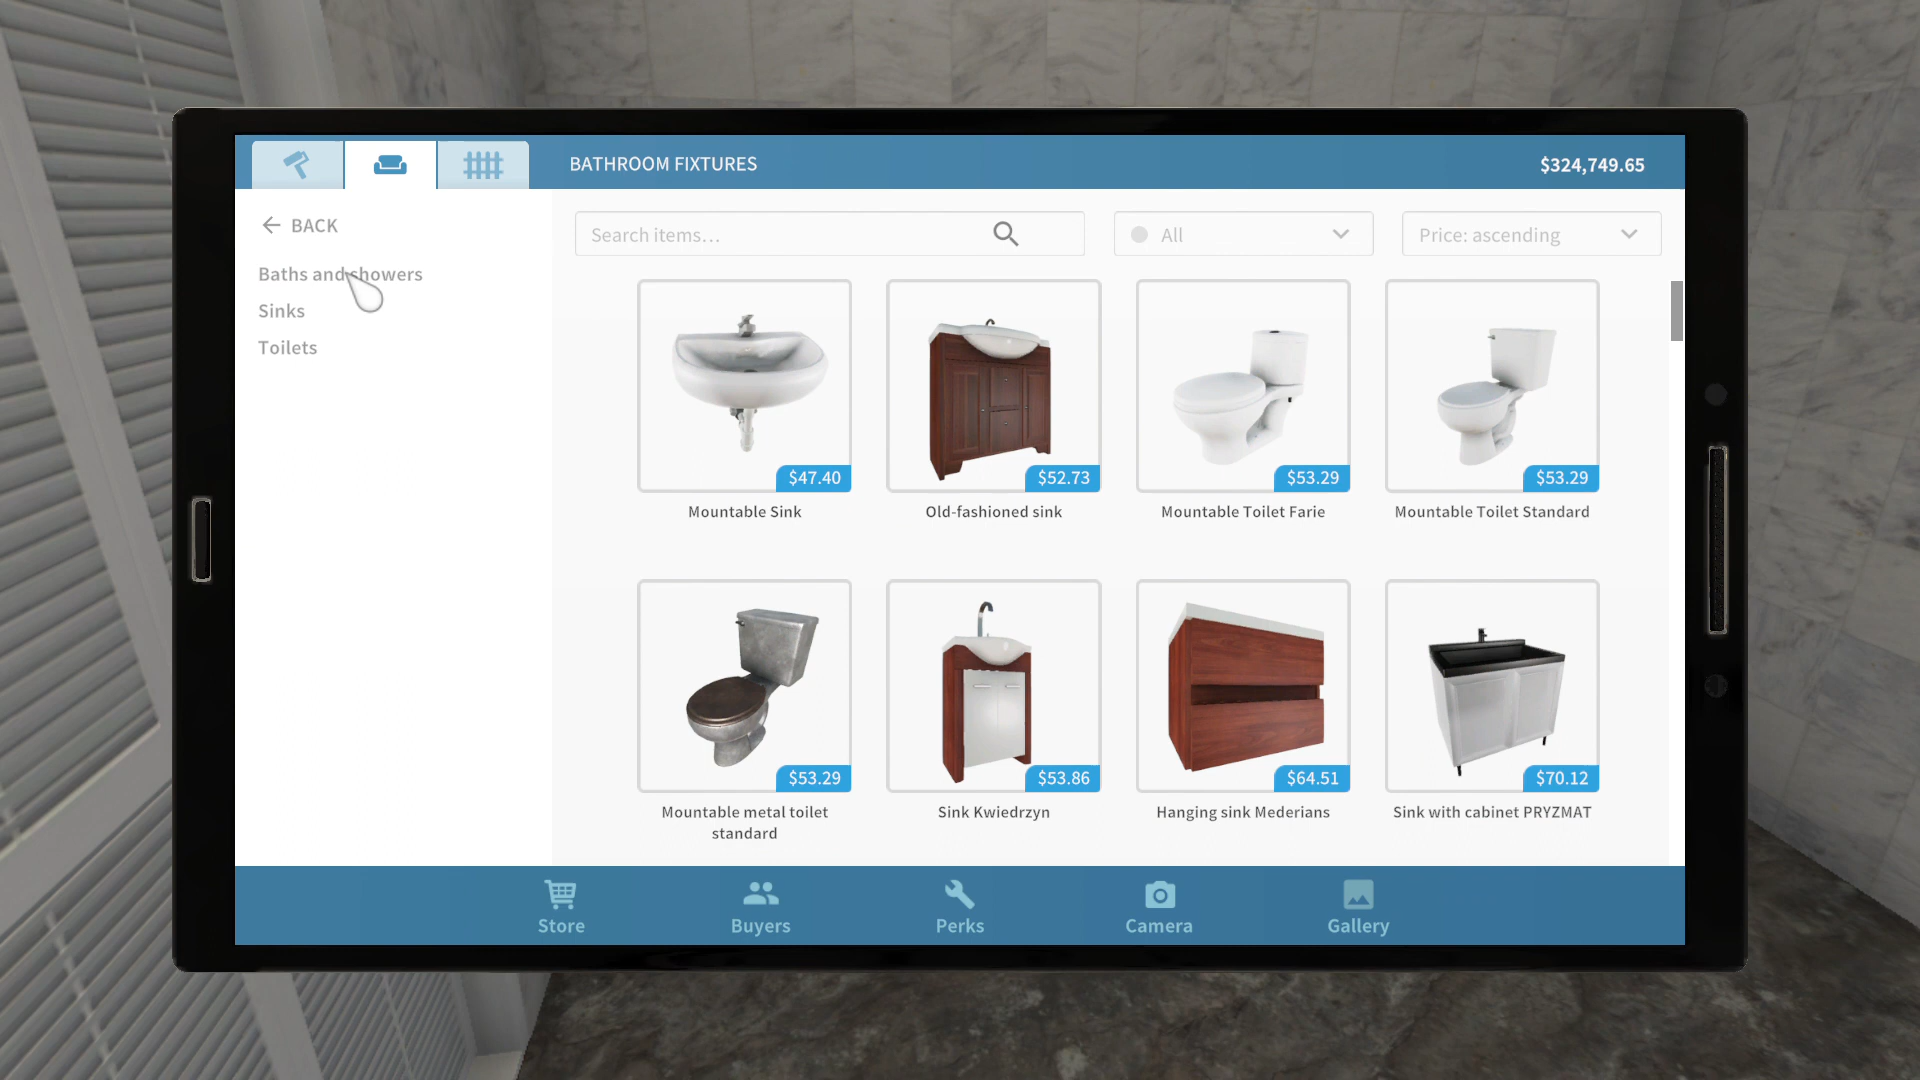 BATHROOM FIXTURES
$324,749.65
BACK
Baths and showers
Sinks
Toilets
Search items...
All
Price: ascending
$47.40
$52.73
$53.29
$53.29
Mountable Sink
Old-fashioned sink
Mountable Toilet Farie
Mountable Toilet Standard
$53.29
$53.86
$64.51
$70.12
Mountable metal toilet
standard
Sink Kwiedrzyn
Hanging sink Mederians
Sink with cabinet PRYZMAT
Store
Buyers
Perks
Camera
Gallery